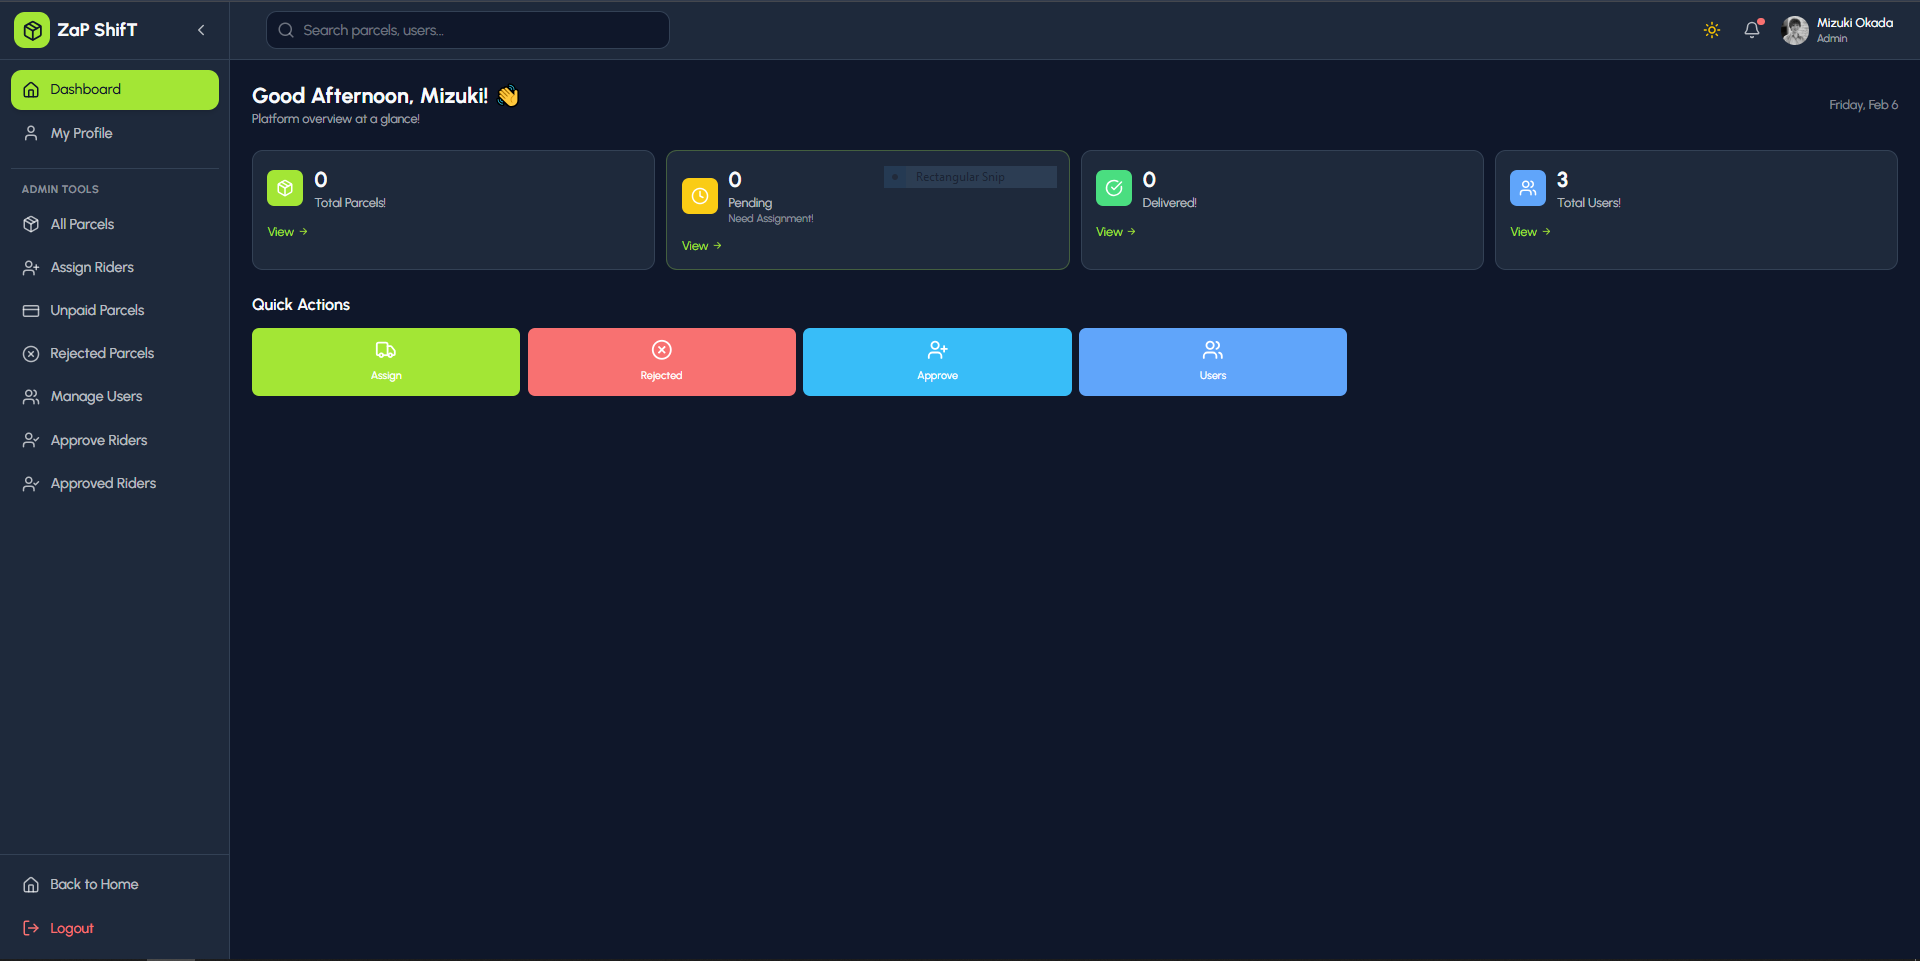 ZaP ShifT
Search parcels, users...
Mizuki Okada
Admin
Dashboard
My Profile
ADMIN TOOLS
All Parcels
Assign Riders
Unpaid Parcels
Rejected Parcels
Manage Users
Approve Riders
Approved Riders
Back to Home
Logout
Good Afternoon, Mizuki! 👋
Platform overview at a glance!
Friday, Feb 6
0
Total Parcels!
View →
0
Pending
Need Assignment!
View →
Rectangular Snip
0
Delivered!
View →
3
Total Users!
View →
Quick Actions
Assign
Rejected
Approve
Users